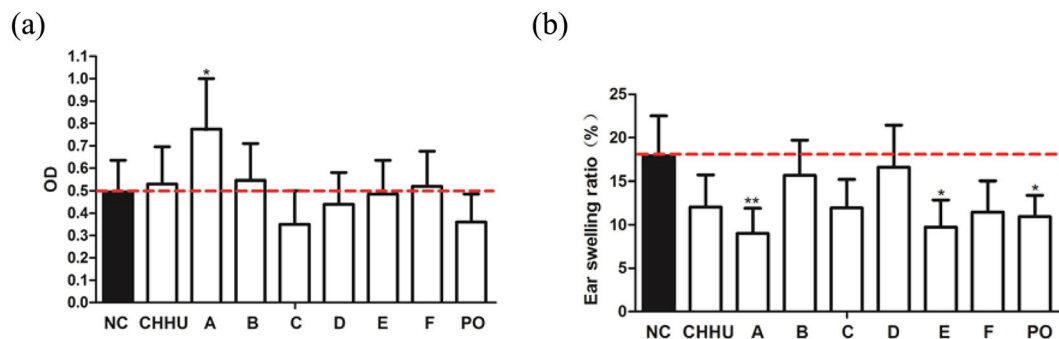 (a)
OD
1.1
1.0
0.9
0.8
0.7
0.6
0.5
0.4
0.3
0.2
0.1
0.0
*
NC CHHU A B C D E F PO
(b)
Ear swelling ratio（%）
25
20
15
10
5
0
** * *
NC CHHU A B C D E F PO